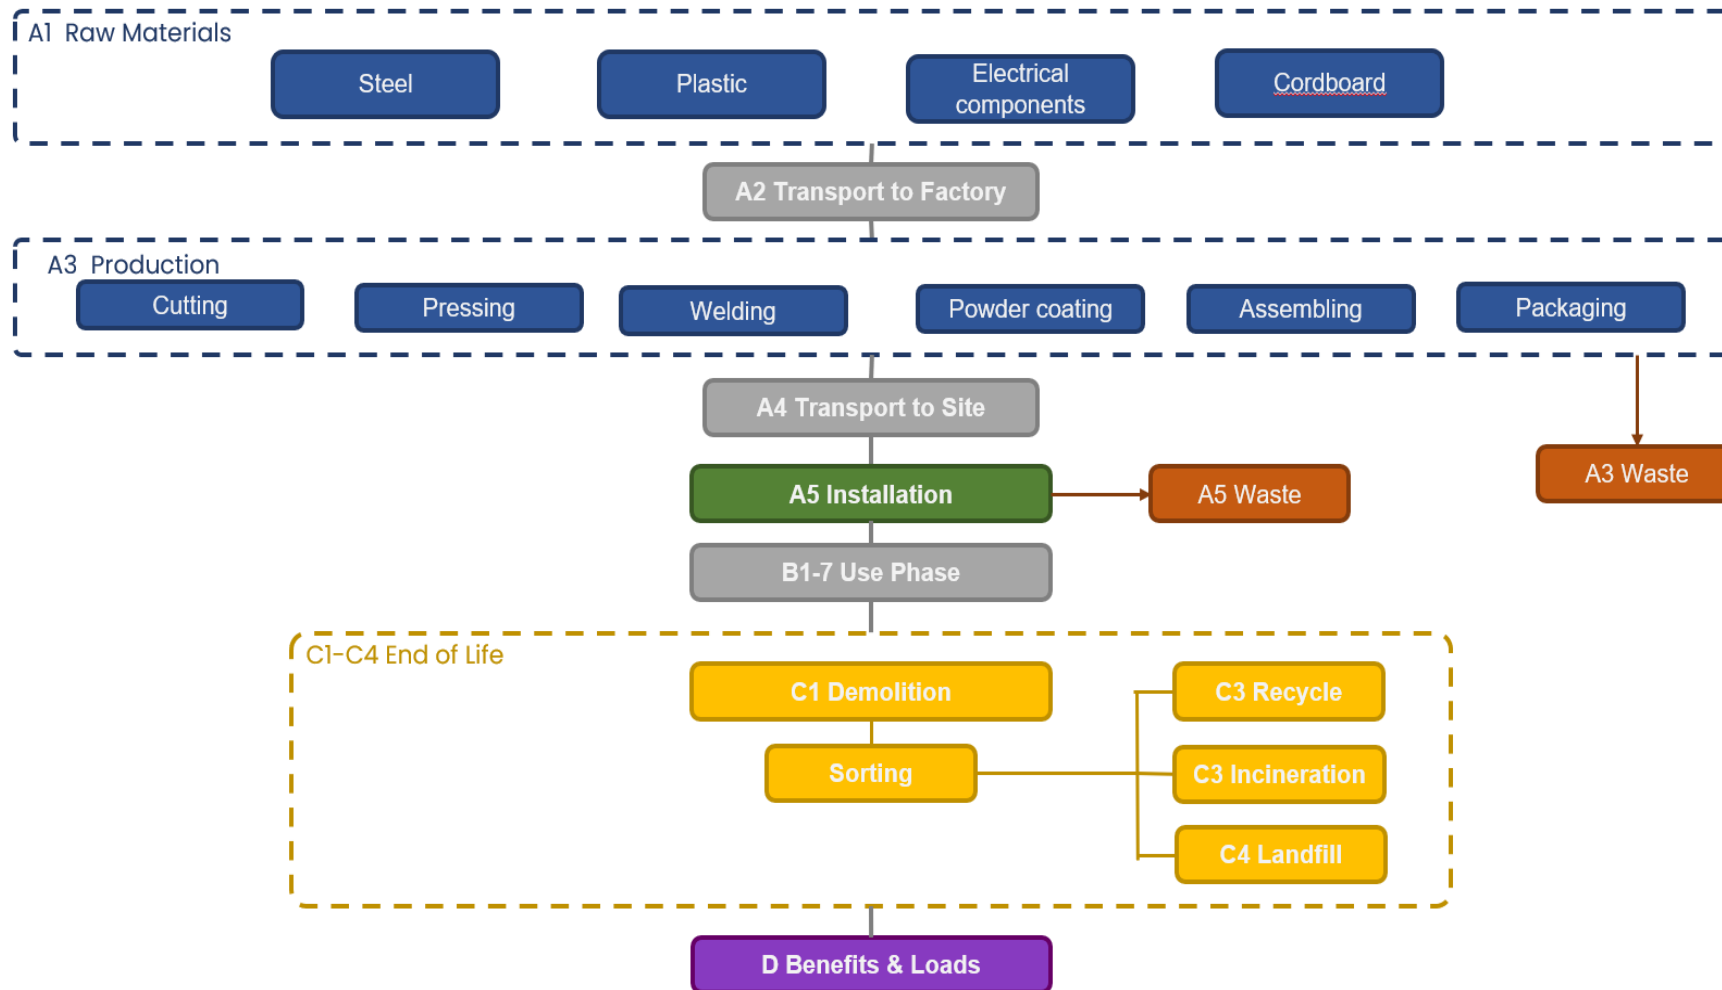 A1 Raw Materials
Steel
Plastic
Electrical
components
Cordboard
A2 Transport to Factory
A3 Production
Cutting
Pressing
Welding
Powder coating
Assembling
Packaging
A4 Transport to Site
A3 Waste
A5 Installation
A5 Waste
B1-7 Use Phase
C1-C4 End of Life
C1 Demolition
C3 Recycle
Sorting
C3 Incineration
C4 Landfill
D Benefits & Loads